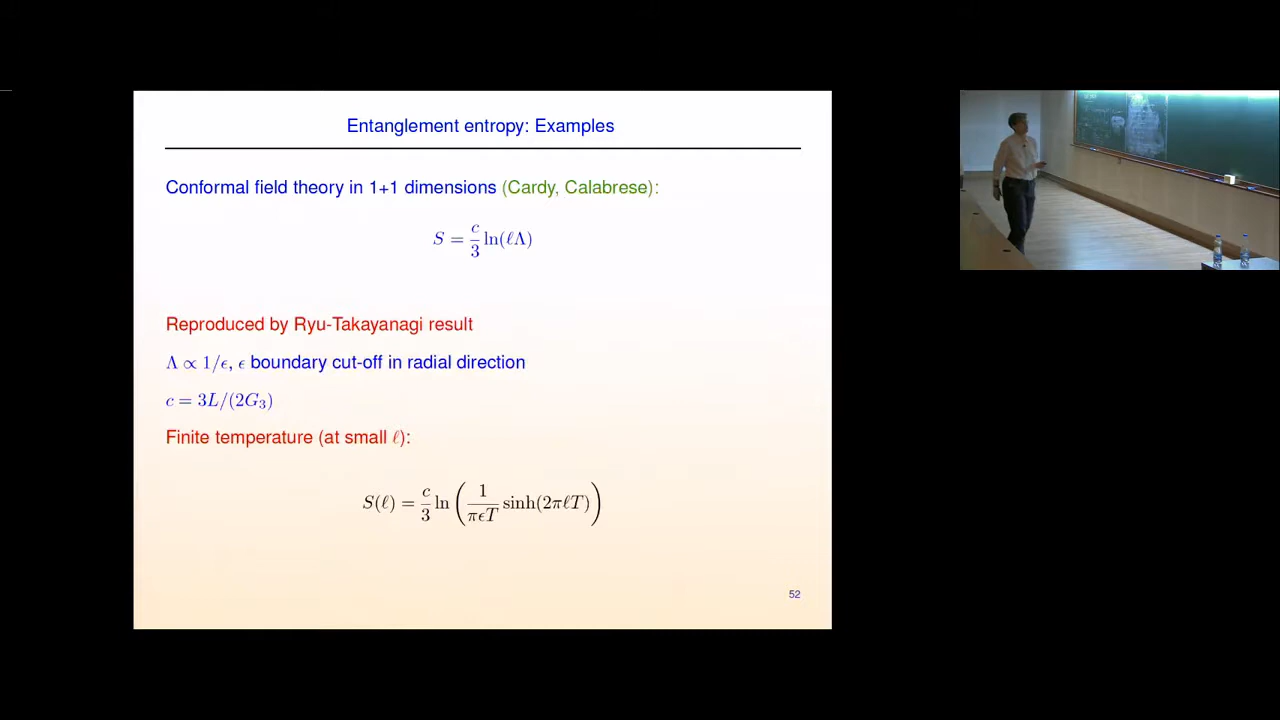 Entanglement entropy: Examples
Conformal field theory in 1+1 dimensions (Cardy, Calabrese):
S = c/3 ln(ℓΛ)
Reproduced by Ryu-Takayanagi result
Λ ∝ 1/ϵ, ϵ boundary cut-off in radial direction
c = 3L/(2G₃)
Finite temperature (at small ℓ):
S(ℓ) = c/3 ln (1/πϵT sinh(2πℓT))
52